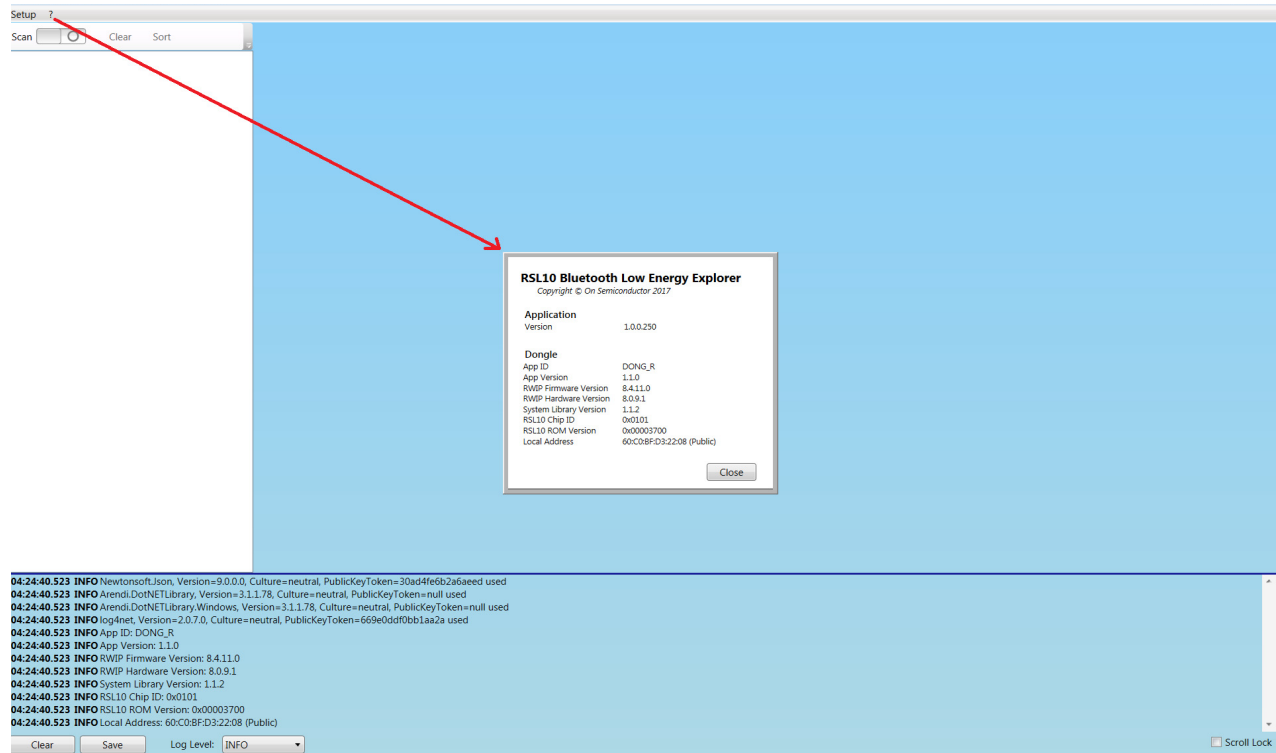 Setup ?
Scan Clear Sort
RSL10 Bluetooth Low Energy Explorer
Copyright © On Semiconductor 2017
Application
Version 1.0.0.250
Dongle
App ID DONG_R
App Version 1.1.0
RWIP Firmware Version 8.4.11.0
RWIP Hardware Version 8.0.9.1
System Library Version 1.1.2
RSL10 Chip ID 0x0101
RSL10 ROM Version 0x00003700
Local Address 60:C0:BF:D3:22:08 (Public)
Close
04:24:40.523 INFO Newtonsoft.Json, Version=9.0.0.0, Culture=neutral, PublicKeyToken=30ad4fe6b2a6aeed used
04:24:40.523 INFO Arendi.DotNETLibrary, Version=3.1.1.78, Culture=neutral, PublicKeyToken=null used
04:24:40.523 INFO Arendi.DotNETLibrary.Windows, Version=3.1.1.78, Culture=neutral, PublicKeyToken=null used
04:24:40.523 INFO log4net, Version=2.0.7.0, Culture=neutral, PublicKeyToken=669e0ddf0bb1aa2a used
04:24:40.523 INFO App ID: DONG_R
04:24:40.523 INFO App Version: 1.1.0
04:24:40.523 INFO RWIP Firmware Version: 8.4.11.0
04:24:40.523 INFO RWIP Hardware Version: 8.0.9.1
04:24:40.523 INFO System Library Version: 1.1.2
04:24:40.523 INFO RSL10 Chip ID: 0x0101
04:24:40.523 INFO RSL10 ROM Version: 0x00003700
04:24:40.523 INFO Local Address: 60:C0:BF:D3:22:08 (Public)
Clear Save Log Level: INFO Scroll Lock